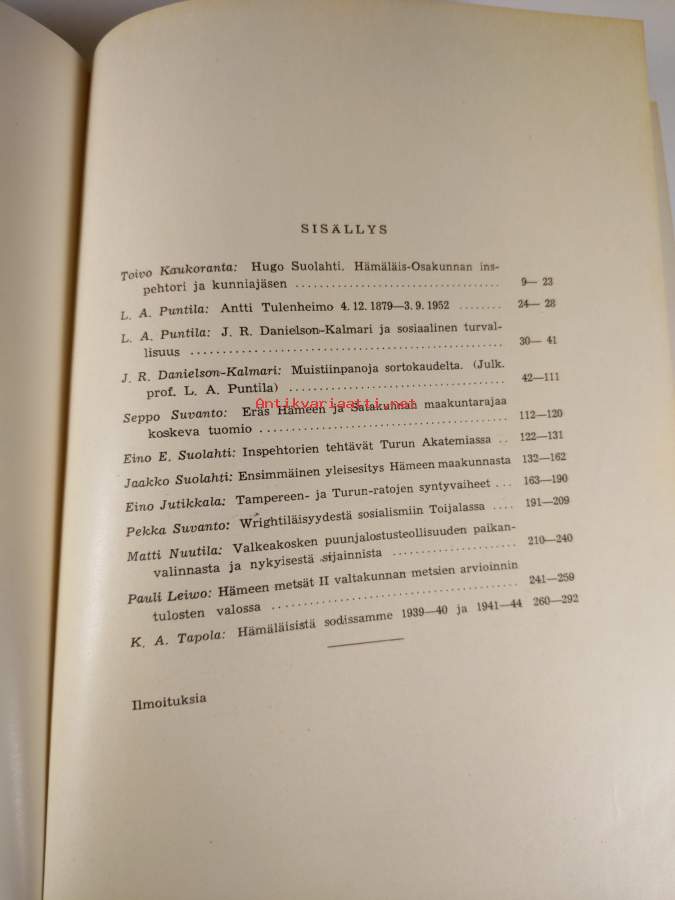 SISÄLLYS
Toivo Kaukoranta: Hugo Suolahti. Hämäläis-Osakunnan ins-
pehtori ja kunniajäsen .................................... 9— 23
L. A. Puntila: Antti Tulenheimo 4. 12. 1879—3. 9. 1952 ........ 24— 28
L. A. Puntila: J. R. Danielson-Kalmari ja sosiaalinen turval-
lisuus .................................................... 30— 41
J. R. Danielson-Kalmari: Muistiinpanoja sortokaudelta. (Julk.
prof. L. A. Puntila) ..................................... 42—111
Antikvariaatti.net
Seppo Suvanto: Eräs Hämeen ja Satakunnan maakuntarajaa
koskeva tuomio ........................................... 112—120
Eino E. Suolahti: Inspehtorien tehtävät Turun Akatemiassa .. 122—131
Jaakko Suolahti: Ensimmäinen yleisesitys Hämeen maakunnasta 132—162
Eino Jutikkala: Tampereen- ja Turun-ratojen syntyvaiheet ... 163—190
Pekka Suvanto: Wrightiläisyydestä sosialismiin Toijalassa .... 191—209
Matti Nuutila: Valkeakosken puunjalostusteollisuuden paikan-
valinnasta ja nykyisestä sijainnista .................... 210—240
Pauli Leiwo: Hämeen metsät II valtakunnan metsien arvioinnin
tulosten valossa ........................................ 241—259
K. A. Tapola: Hämäläisistä sodissamme 1939—40 ja 1941—44 260—292
Ilmoituksia